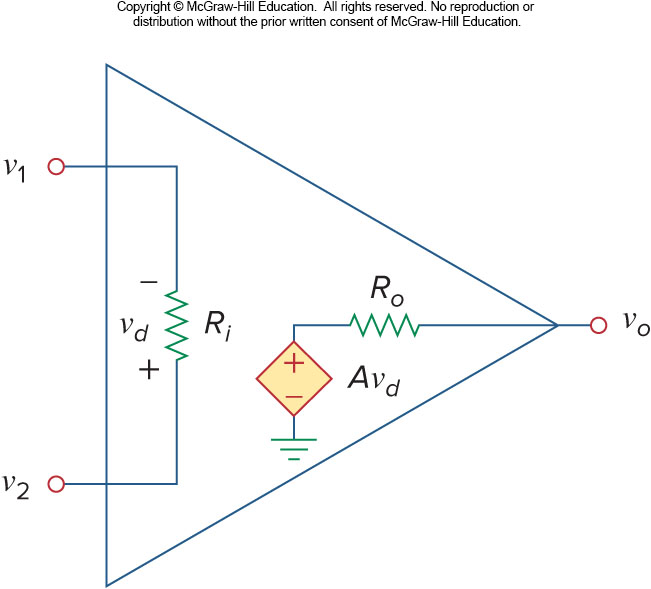 Copyright © McGraw-Hill Education. All rights reserved. No reproduction or
distribution without the prior written consent of McGraw-Hill Education.
v1
−
Ro
vd Ri
vo
+
+
Avd
−
v2